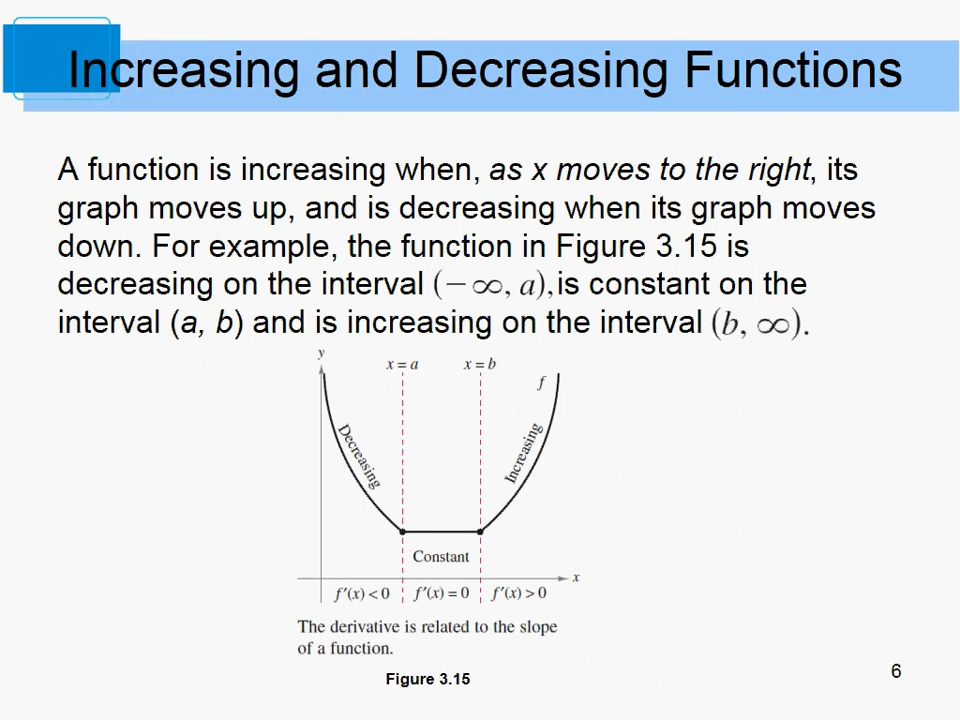 Increasing and Decreasing Functions
A function is increasing when, as x moves to the right, its
graph moves up, and is decreasing when its graph moves
down. For example, the function in Figure 3.15 is
decreasing on the interval (−∞, a), is constant on the
interval (a, b) and is increasing on the interval (b, ∞).
y
x = a x = b
f
Decreasing
Increasing
Constant
x
f′(x) < 0 f′(x) = 0 f′(x) > 0
The derivative is related to the slope
of a function.
Figure 3.15
6